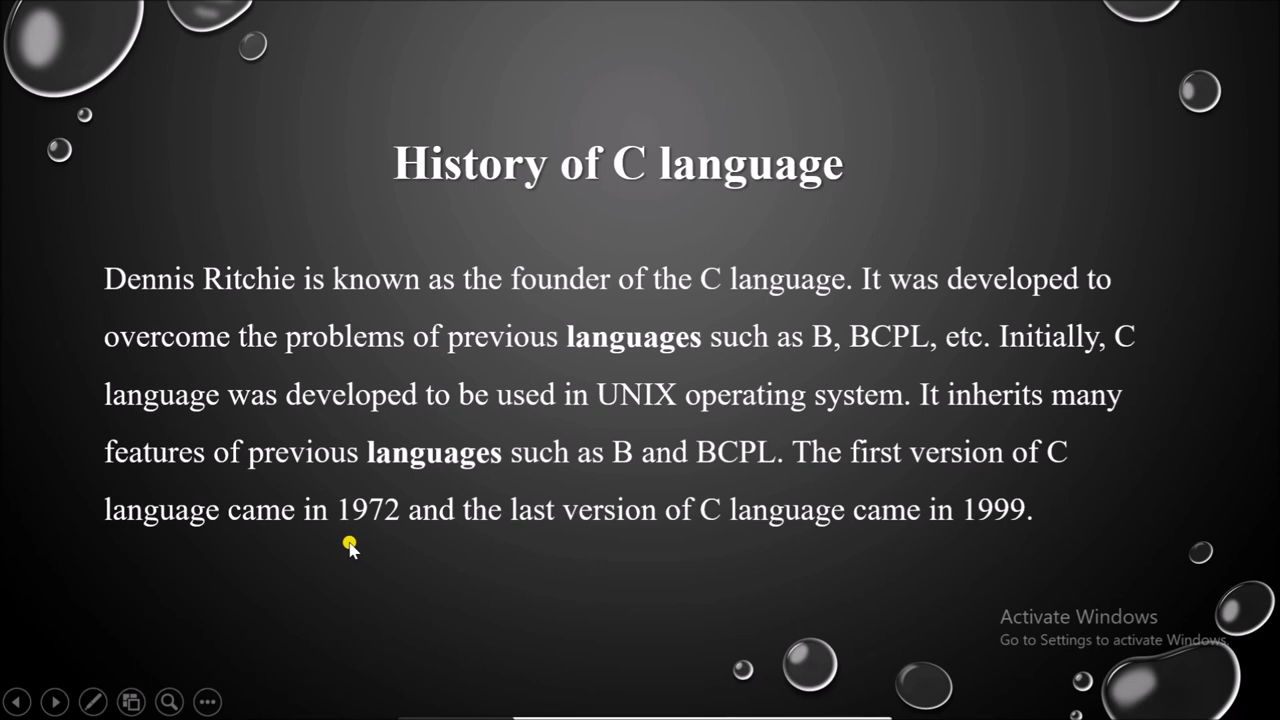 History of C language
Dennis Ritchie is known as the founder of the C language. It was developed to
overcome the problems of previous languages such as B, BCPL, etc. Initially, C
language was developed to be used in UNIX operating system. It inherits many
features of previous languages such as B and BCPL. The first version of C
language came in 1972 and the last version of C language came in 1999.
Activate Windows
Go to Settings to activate Windows.